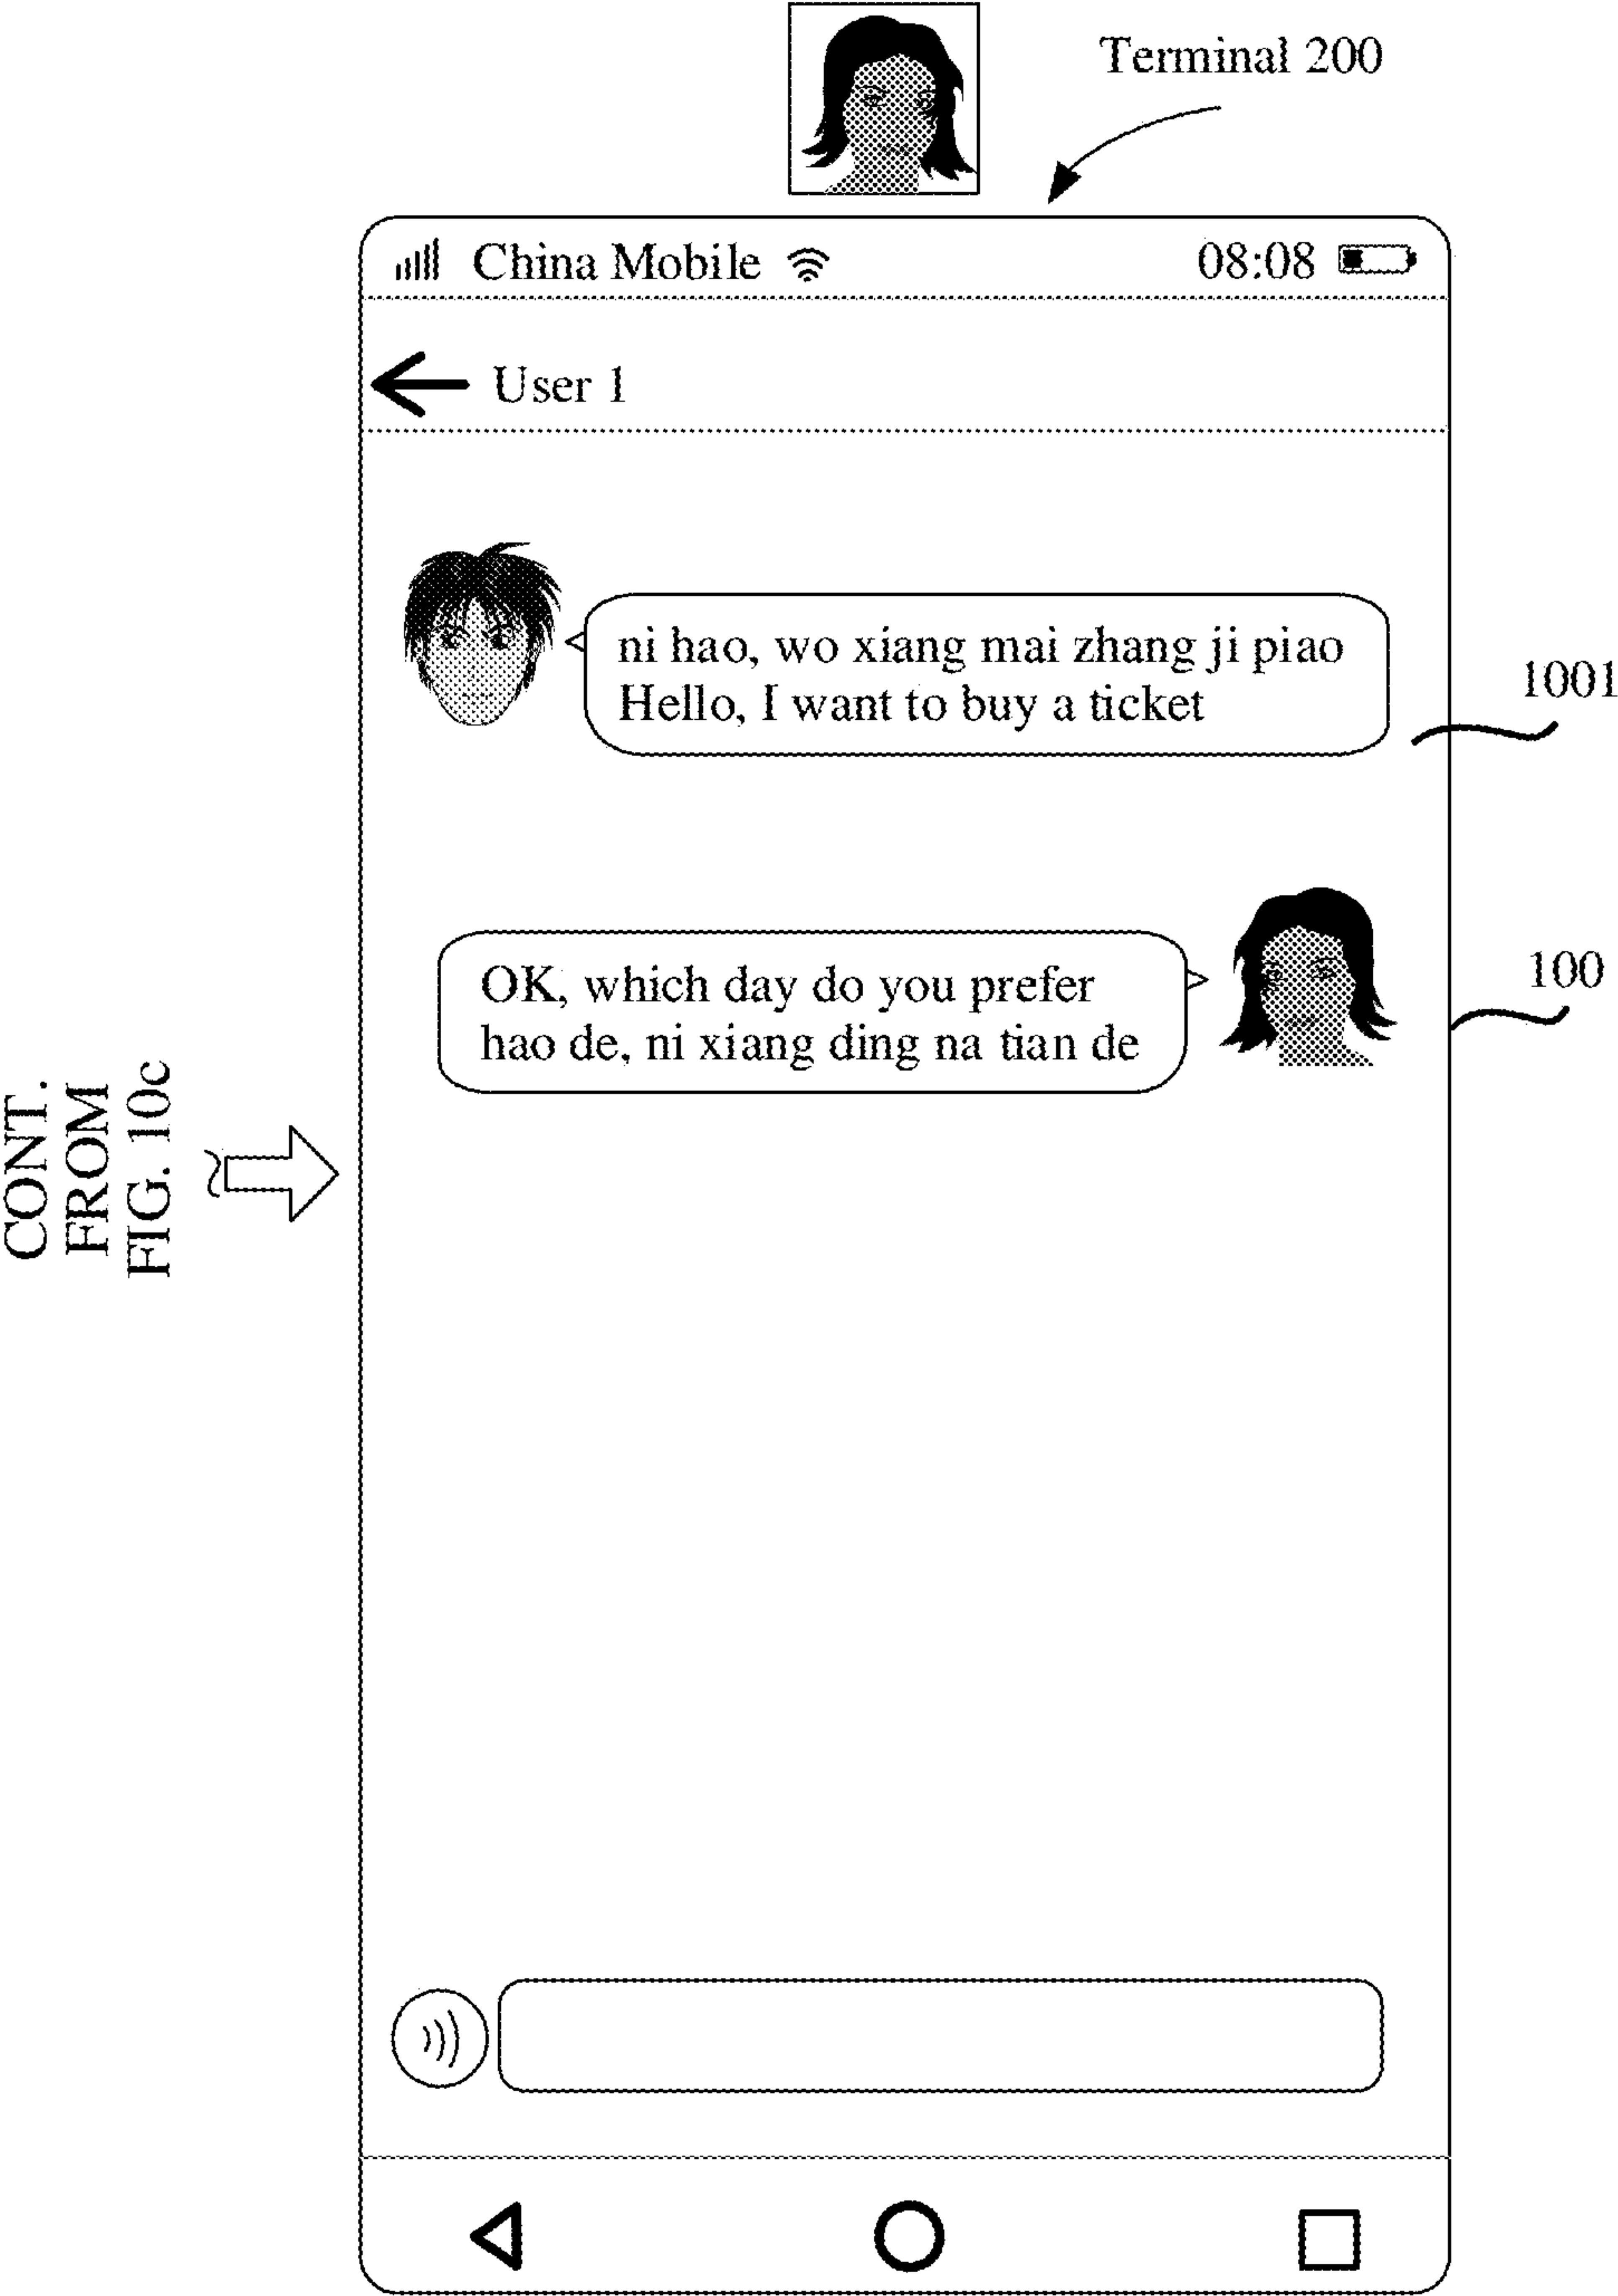 Terminal 200
China Mobile 08:08
User 1
ni hao, wo xiang mai zhang ji piao
Hello, I want to buy a ticket
1001
OK, which day do you prefer
hao de, ni xiang ding na tian de
100
CONT.
FROM
FIG. 10c